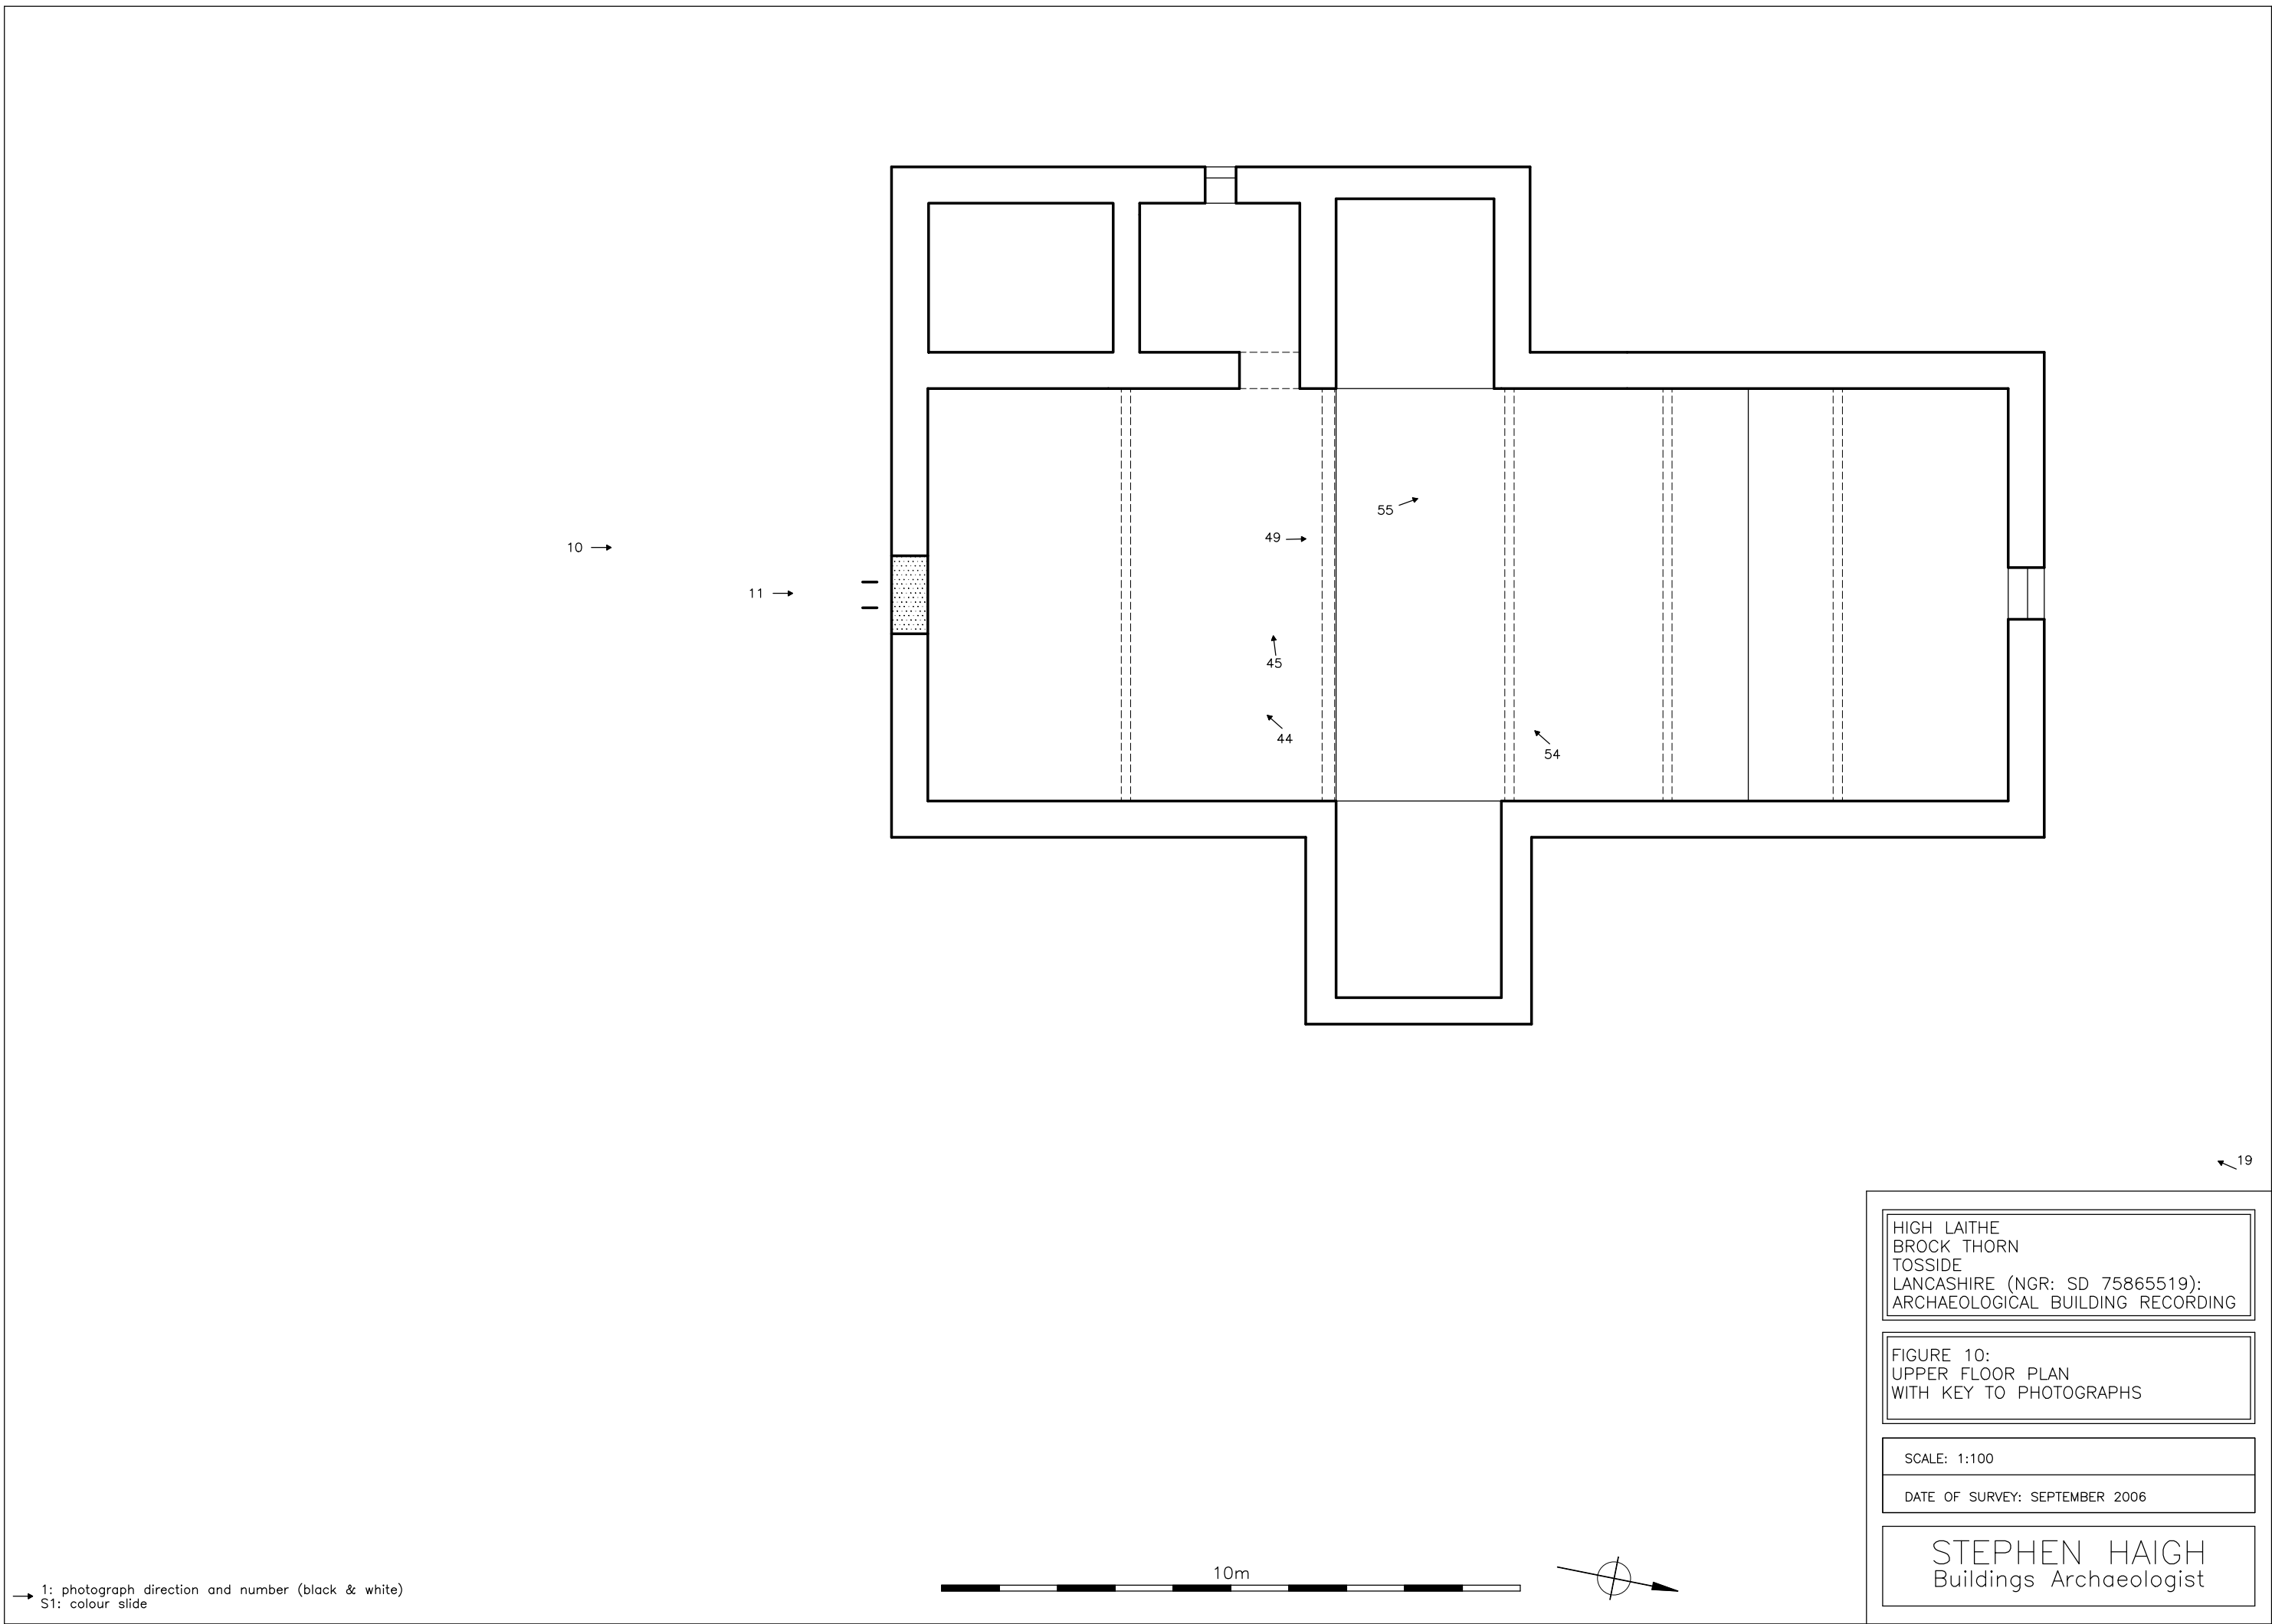 55
49
10
11
45
44
54
19
HIGH LAITHE
BROCK THORN
TOSSIDE
LANCASHIRE (NGR: SD 75865519):
ARCHAEOLOGICAL BUILDING RECORDING
FIGURE 10:
UPPER FLOOR PLAN
WITH KEY TO PHOTOGRAPHS
SCALE: 1:100
DATE OF SURVEY: SEPTEMBER 2006
STEPHEN HAIGH
Buildings Archaeologist
10m
1: photograph direction and number (black & white)
S1: colour slide